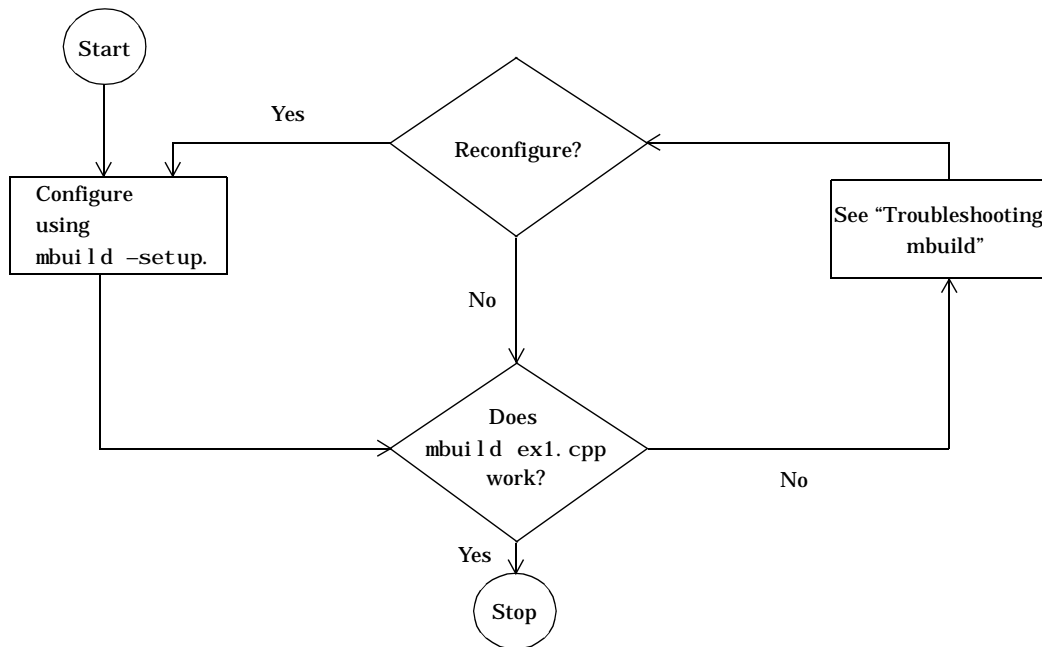 Start
Yes
Reconfigure?
Configure
using
mbuild –setup.
See “Troubleshooting
mbuild”
No
Does
mbuild ex1.cpp
work?
No
Yes
Stop